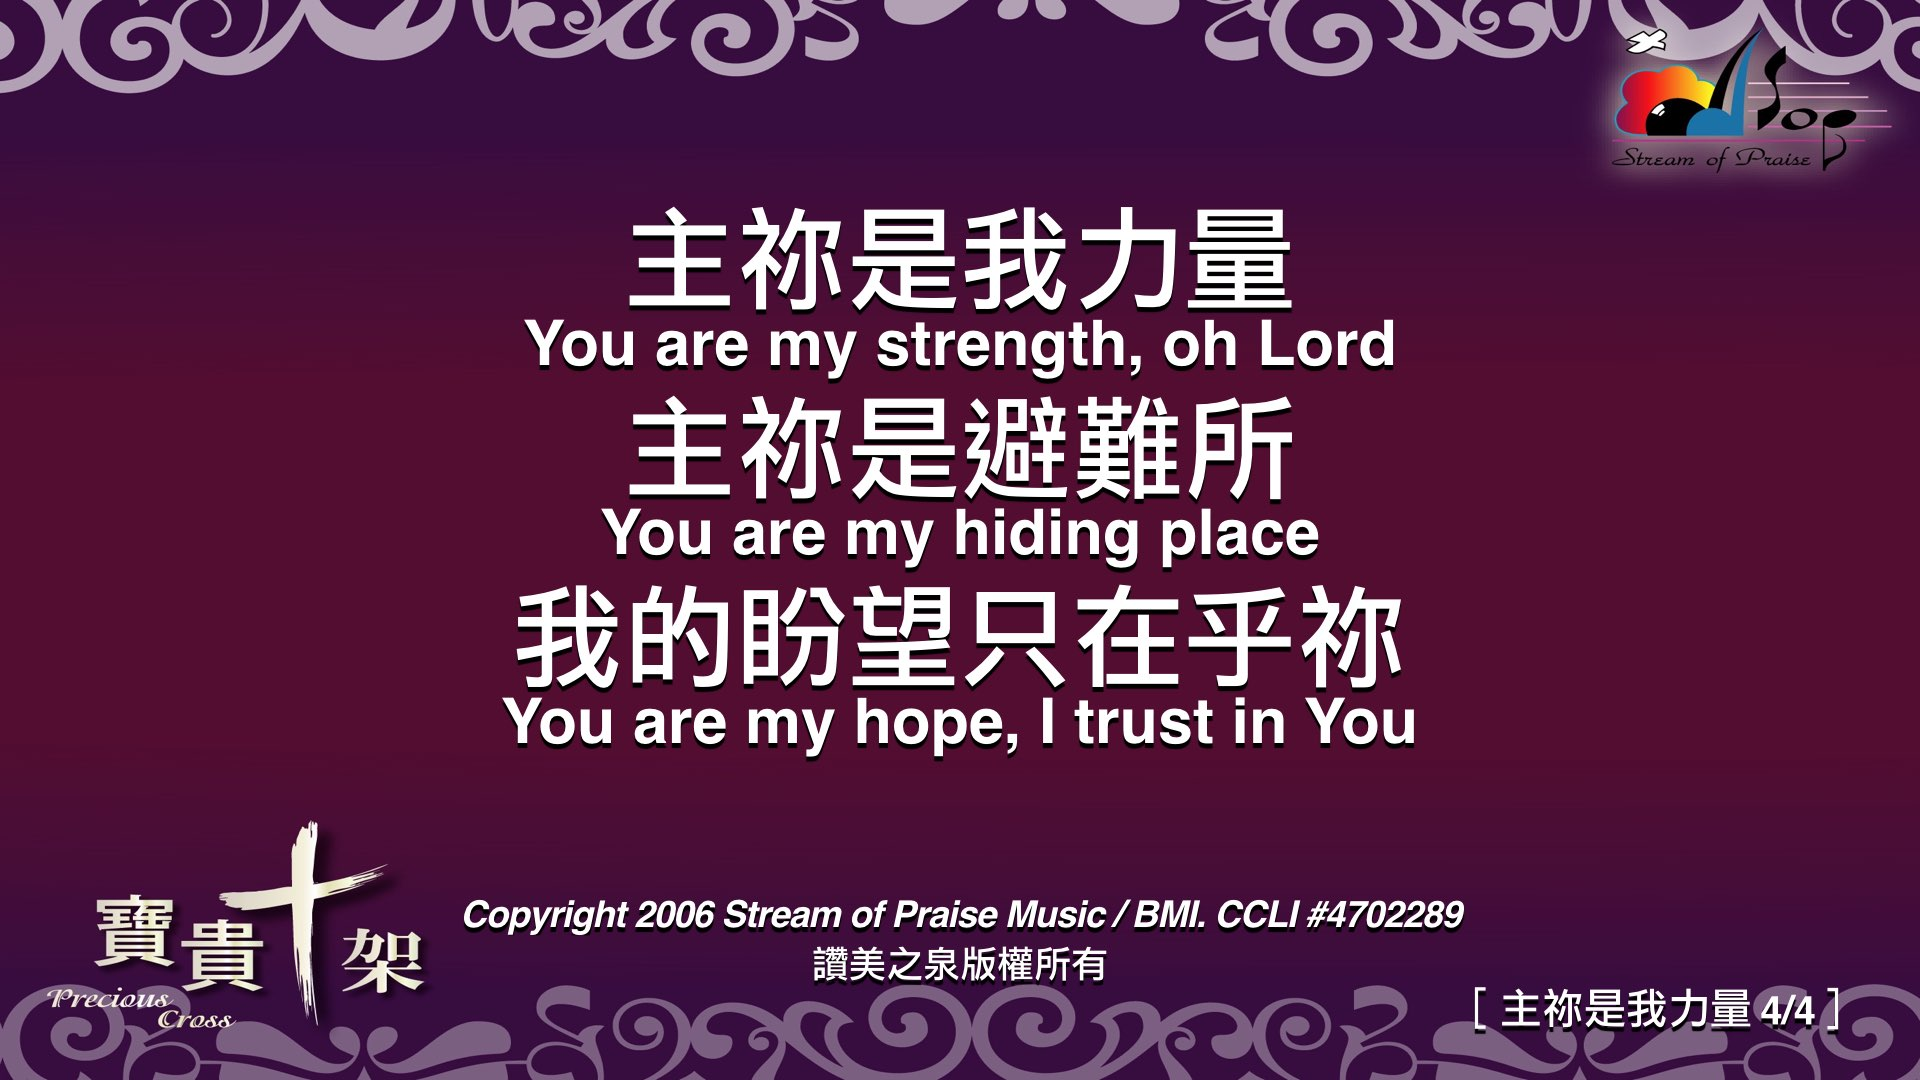 Sop
Stream of Praise
主祢是我力量
You are my strength, oh Lord
主祢是避難所
You are my hiding place
我的盼望只在乎祢
You are my hope, I trust in You
寶貴十架
Precious
Cross
Copyright 2006 Stream of Praise Music / BMI. CCLI #4702289
讚美之泉版權所有
[ 主祢是我力量 4/4 ]